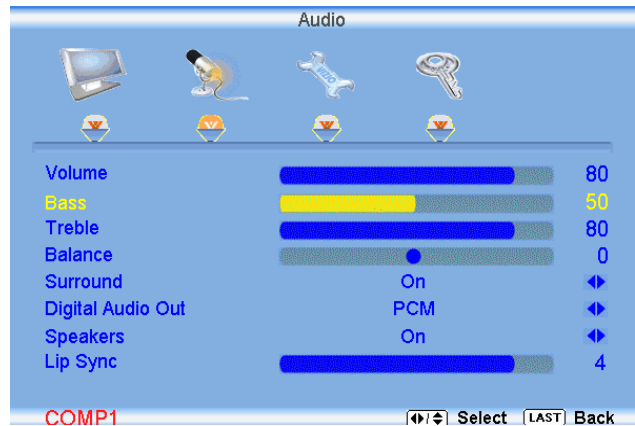 Audio
Volume 80
Bass 50
Treble 80
Balance 0
Surround On
Digital Audio Out PCM
Speakers On
Lip Sync 4
COMP1 Select LAST Back